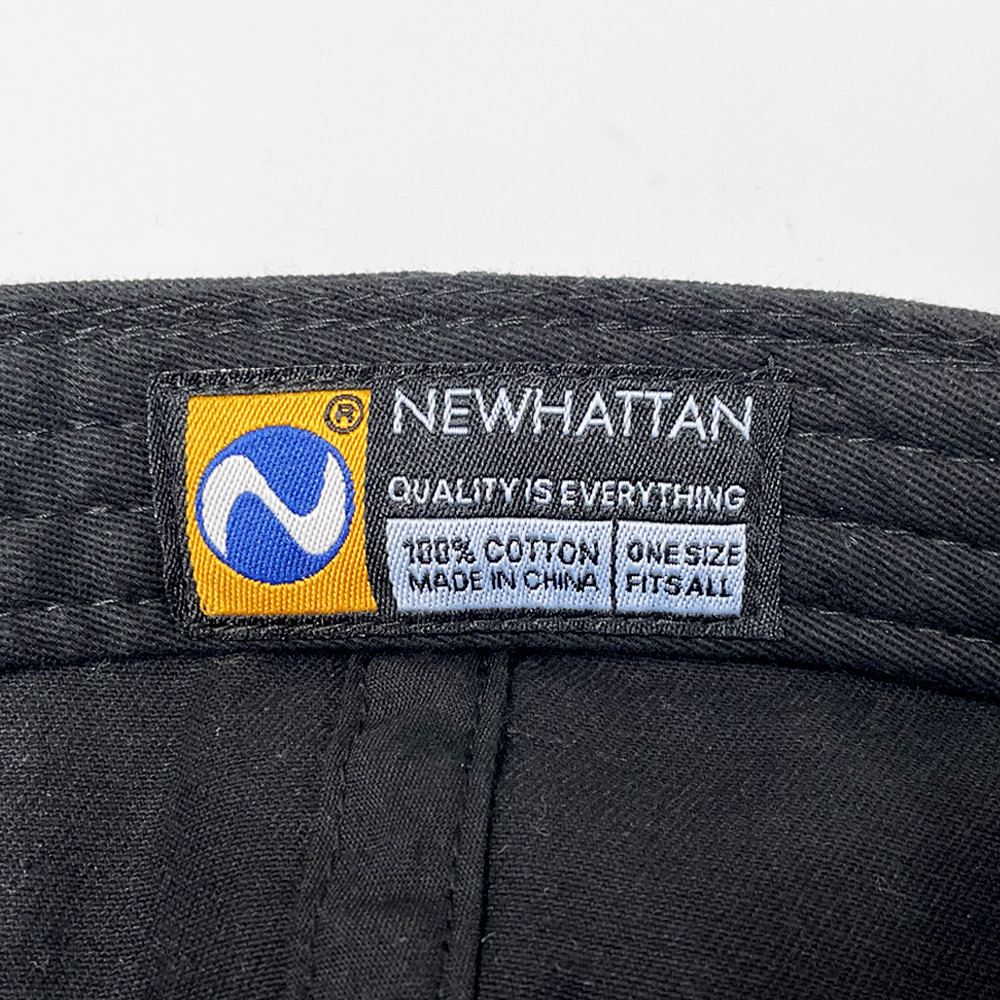 ®
NEWHATTAN
QUALITY IS EVERYTHING
100% COTTON
MADE IN CHINA
ONE SIZE
FITS ALL